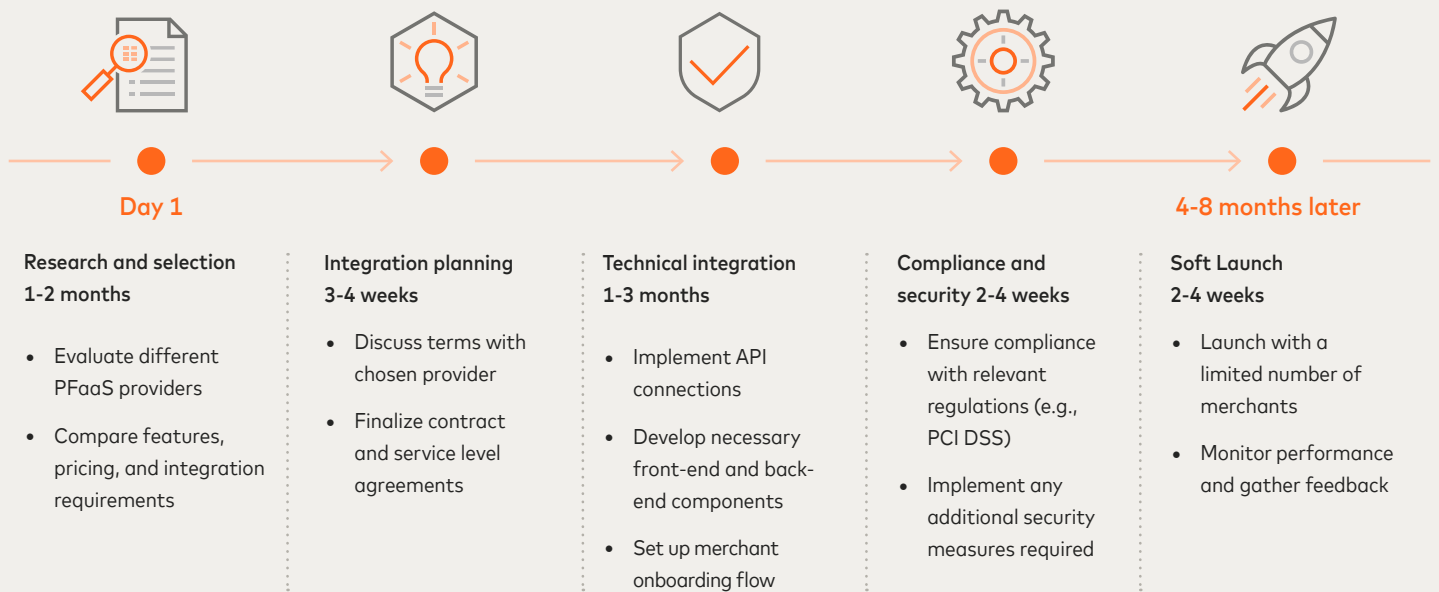 Day 1
4-8 months later
Research and selection
1-2 months
• Evaluate different
PFaaS providers
• Compare features,
pricing, and integration
requirements
Integration planning
3-4 weeks
• Discuss terms with
chosen provider
• Finalize contract
and service level
agreements
Technical integration
1-3 months
• Implement API
connections
• Develop necessary
front-end and back-
end components
• Set up merchant
onboarding flow
Compliance and
security 2-4 weeks
• Ensure compliance
with relevant
regulations (e.g.,
PCI DSS)
• Implement any
additional security
measures required
Soft Launch
2-4 weeks
• Launch with a
limited number of
merchants
• Monitor performance
and gather feedback